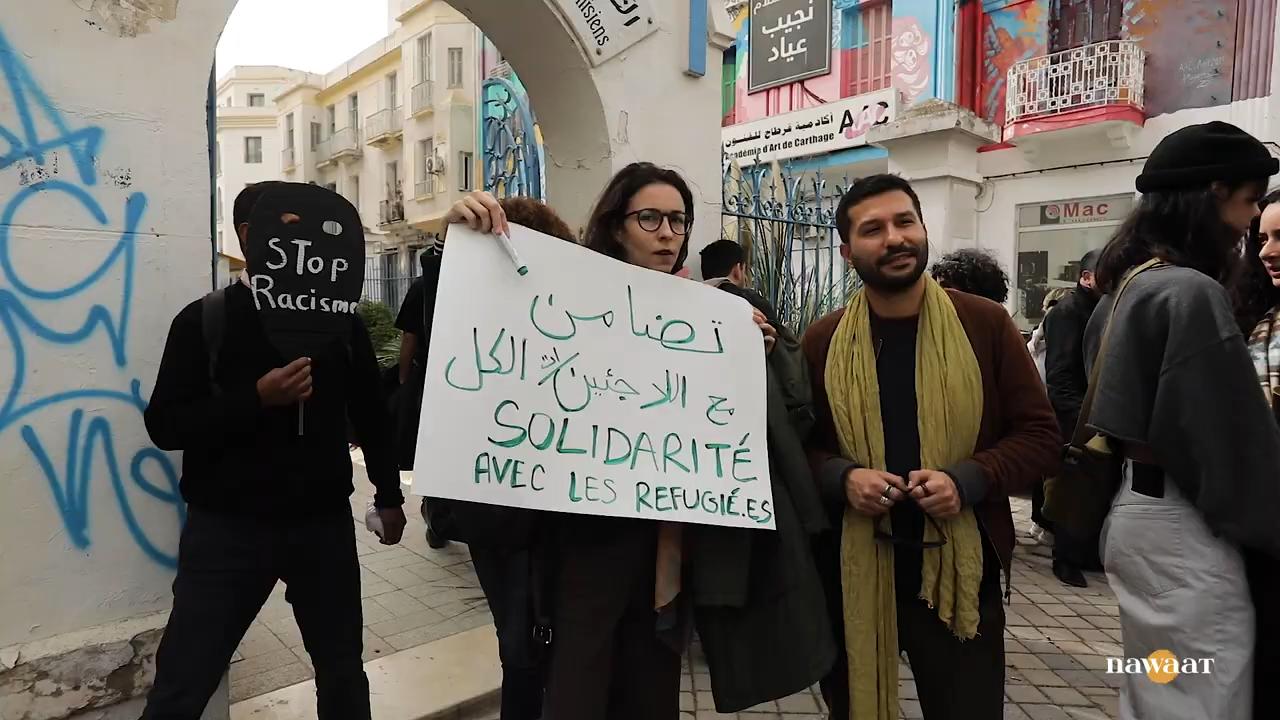 نجيب
عياد
أكاديمية قرطاج للفنون
AAC
Académie d'Art de Carthage
Mac
STOP
Racisme
تضامن
مع اللاجئين/ات الكل
SOLIDARITÉ
AVEC LES REFUGIÉ.ES
nawaat